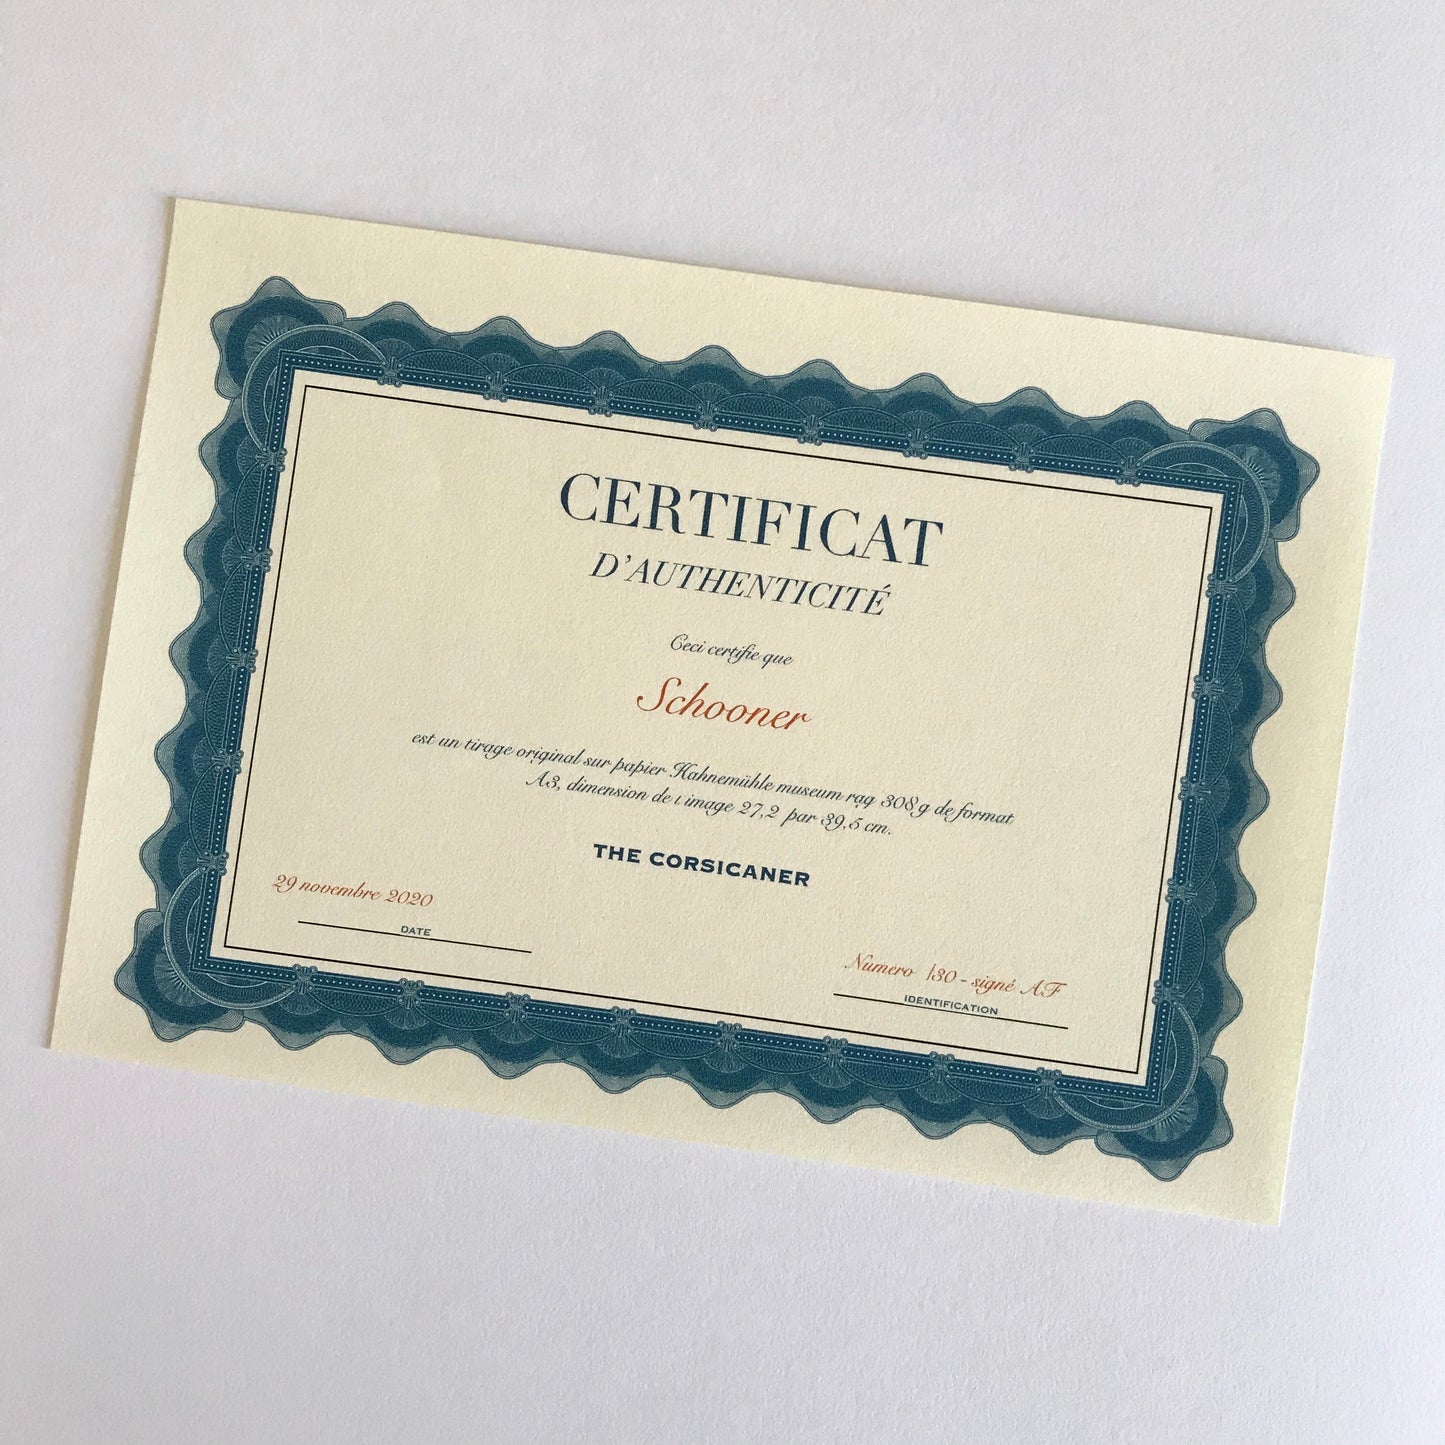 CERTIFICAT
D'AUTHENTICITÉ
Ceci certifie que
Schooner
est un tirage original sur papier Hahnemühle museum rag 308g de format
A3, dimension de l image 27,2 par 39,5 cm.
THE CORSICANER
29 novembre 2020
DATE
Numero /30 - signé AF
IDENTIFICATION